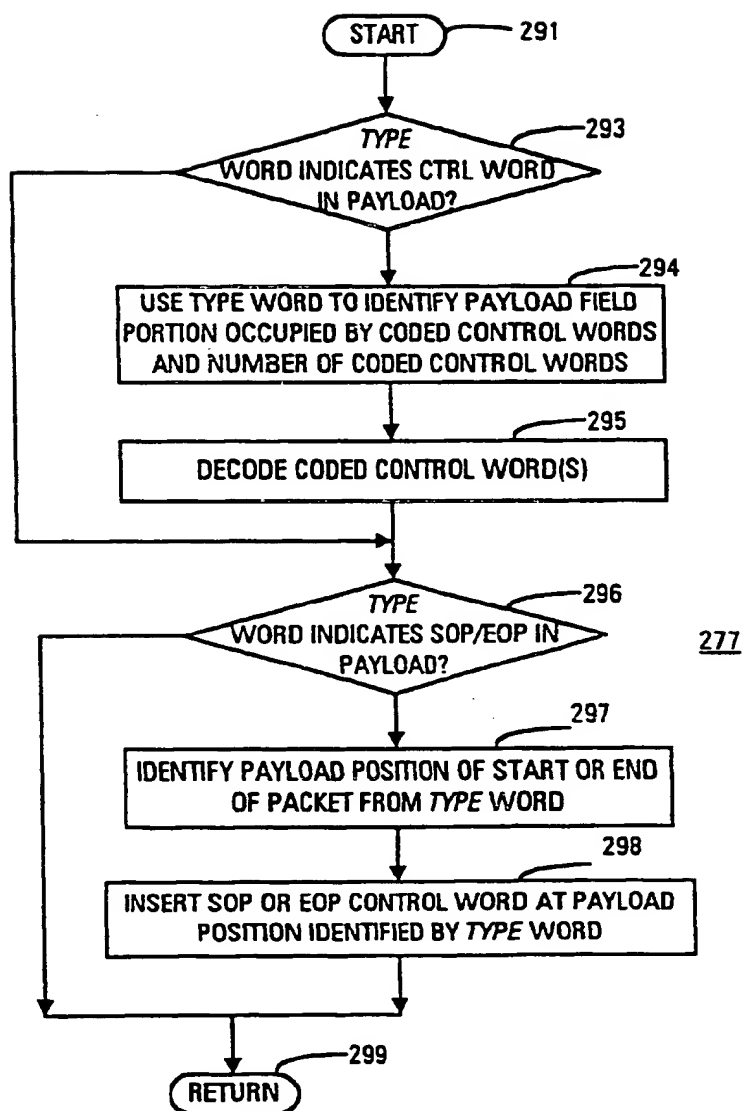 START
291
TYPE
293
WORD INDICATES CTRL WORD
IN PAYLOAD?
294
USE TYPE WORD TO IDENTIFY PAYLOAD FIELD
PORTION OCCUPIED BY CODED CONTROL WORDS
AND NUMBER OF CODED CONTROL WORDS
295
DECODE CODED CONTROL WORD(S)
TYPE
296
WORD INDICATES SOP/EOP IN
PAYLOAD?
277
297
IDENTIFY PAYLOAD POSITION OF START OR END
OF PACKET FROM TYPE WORD
298
INSERT SOP OR EOP CONTROL WORD AT PAYLOAD
POSITION IDENTIFIED BY TYPE WORD
299
RETURN